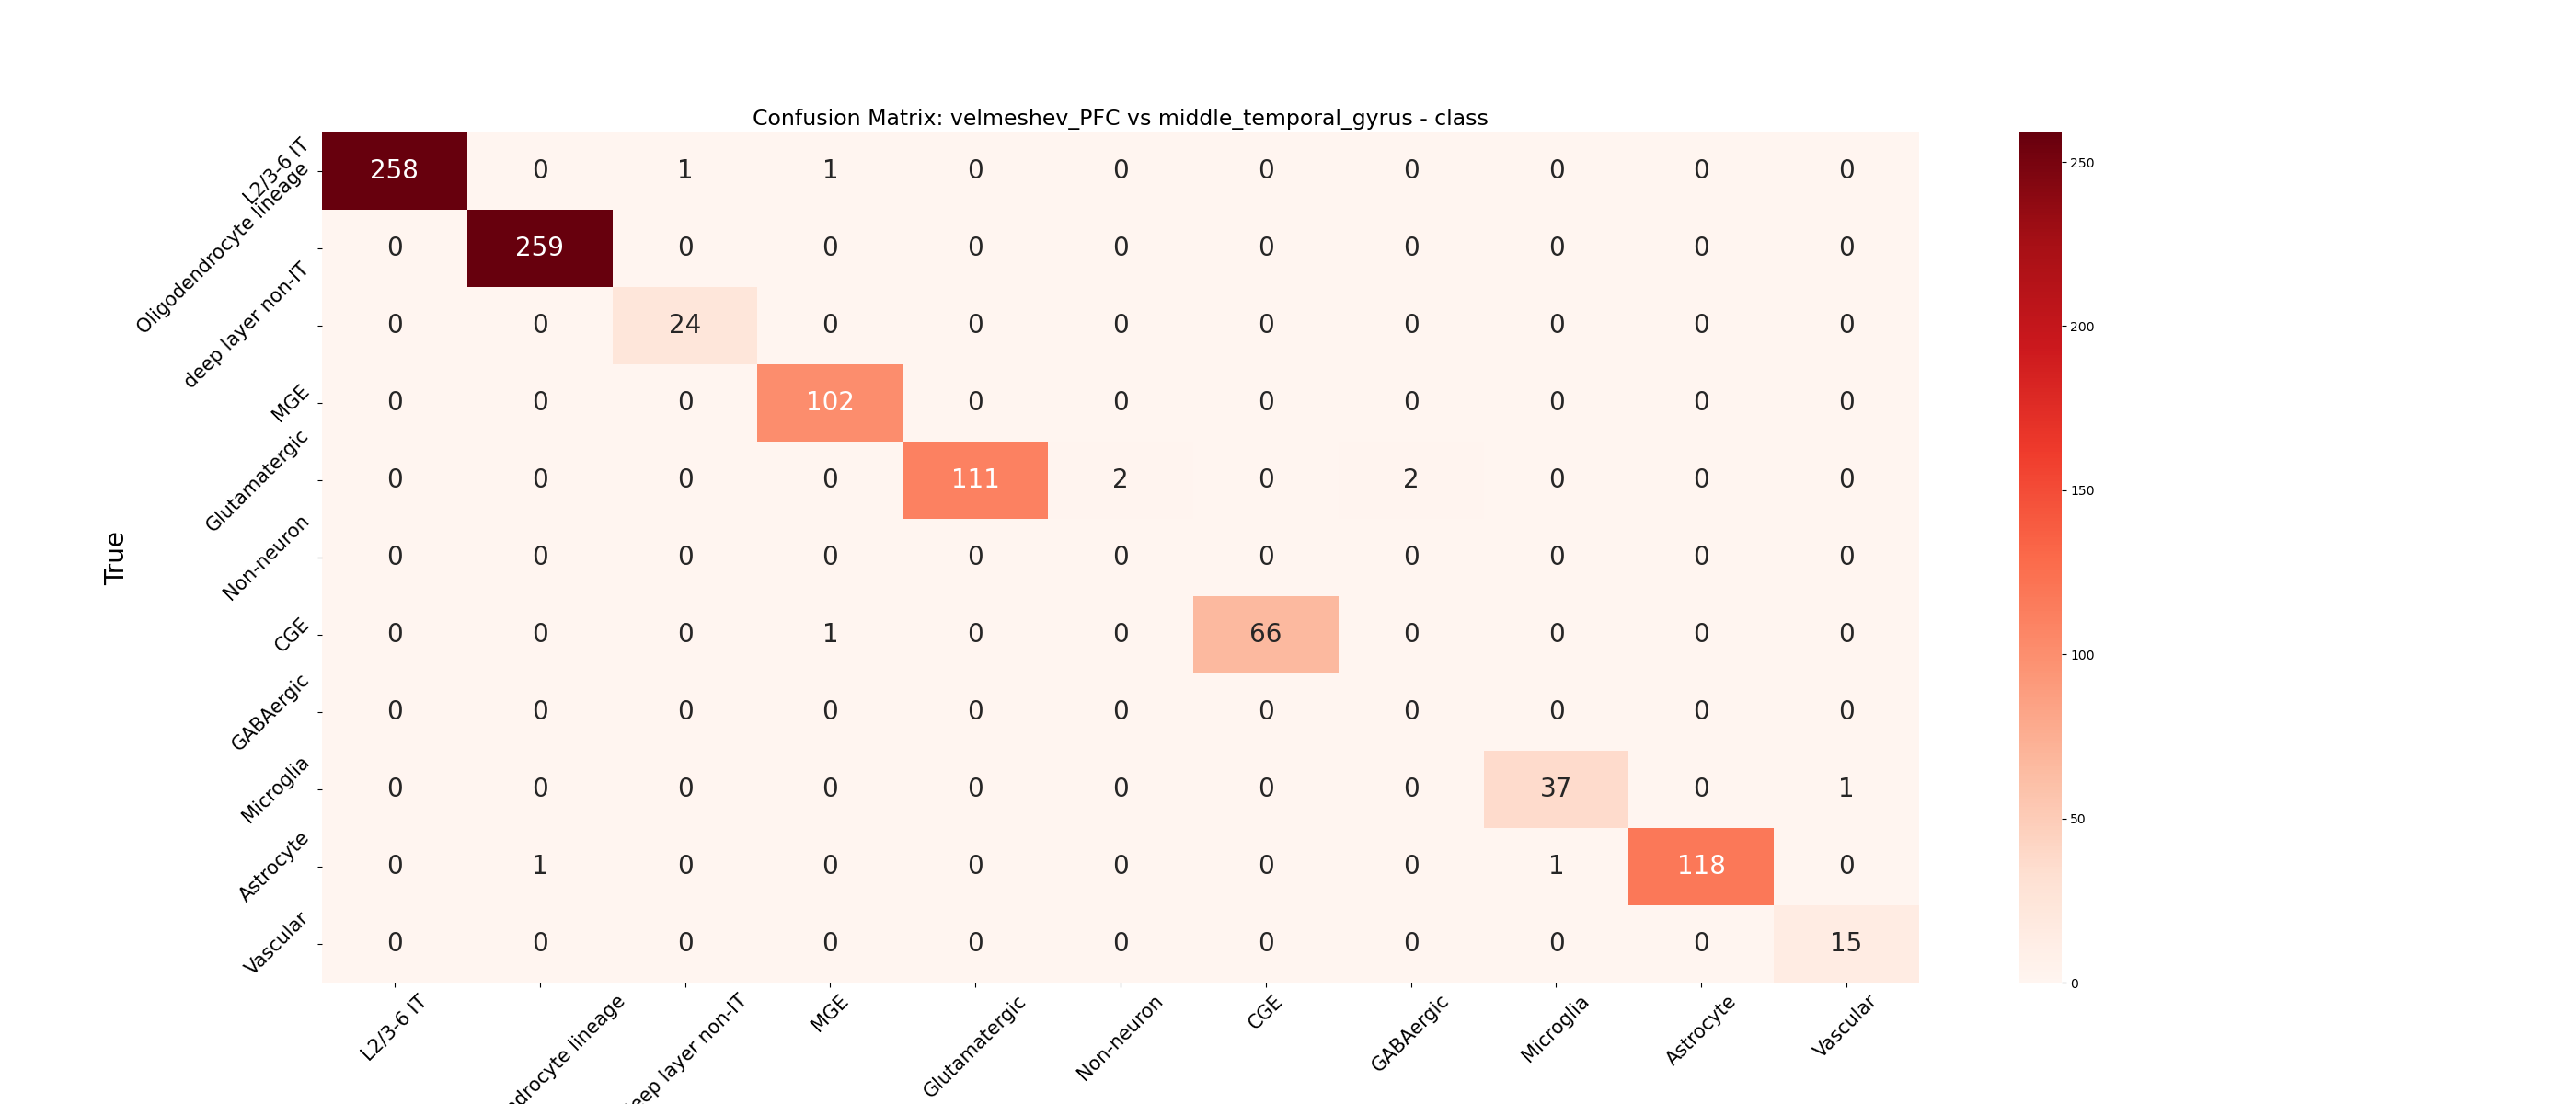 Confusion Matrix: velmeshev_PFC vs middle_temporal_gyrus - class
True
L2/3-6 IT 258 0 1 1 0 0 0 0 0 0 0
Oligodendrocyte lineage 0 259 0 0 0 0 0 0 0 0 0
deep layer non-IT 0 0 24 0 0 0 0 0 0 0 0
MGE 0 0 0 102 0 0 0 0 0 0 0
Glutamatergic 0 0 0 0 111 2 0 2 0 0 0
Non-neuron 0 0 0 0 0 0 0 0 0 0 0
CGE 0 0 0 1 0 0 66 0 0 0 0
GABAergic 0 0 0 0 0 0 0 0 0 0 0
Microglia 0 0 0 0 0 0 0 0 37 0 1
Astrocyte 0 1 0 0 0 0 0 0 1 118 0
Vascular 0 0 0 0 0 0 0 0 0 0 15
L2/3-6 IT ndrocyte lineage eep layer non-IT MGE Glutamatergic Non-neuron CGE GABAergic Microglia Astrocyte Vascular
250
200
150
100
50
0